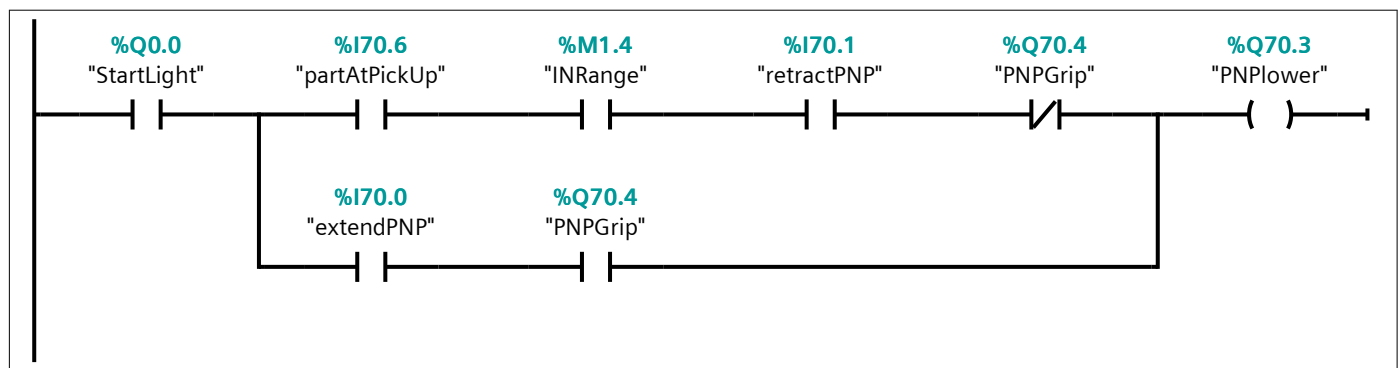 %Q0.0 %I70.6 %M1.4 %I70.1 %Q70.4 %Q70.3
"StartLight" "partAtPickUp" "INRange" "retractPNP" "PNPGrip" "PNPlower"
%I70.0 %Q70.4
"extendPNP" "PNPGrip"